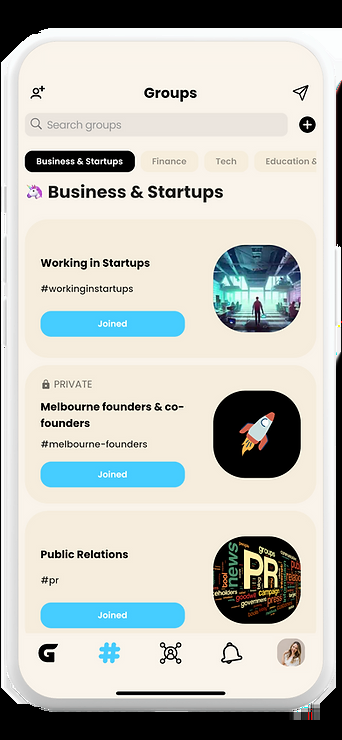 Groups
Search groups
Business & Startups Finance Tech Education &
🦄 Business & Startups
Working in Startups
#workinginstartups
Joined
PRIVATE
Melbourne founders & co-
founders
#melbourne-founders
Joined
Public Relations
#pr
Joined
groups
news
PR
campaign
goodwill
press
government
G